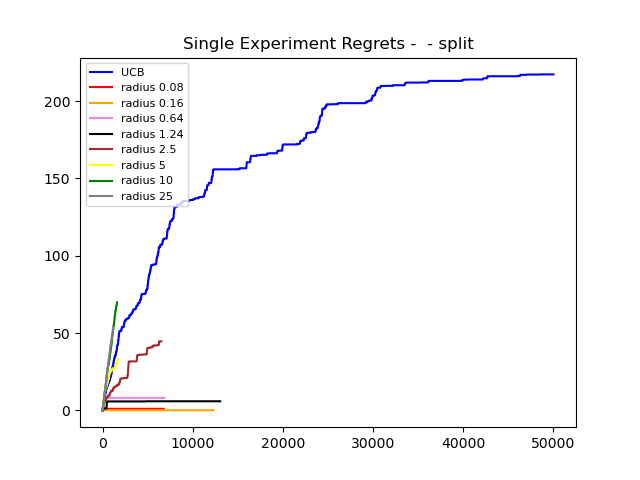 Single Experiment Regrets -  - split
UCB
radius 0.08
radius 0.16
radius 0.64
radius 1.24
radius 2.5
radius 5
radius 10
radius 25
200
150
100
50
0
0 10000 20000 30000 40000 50000